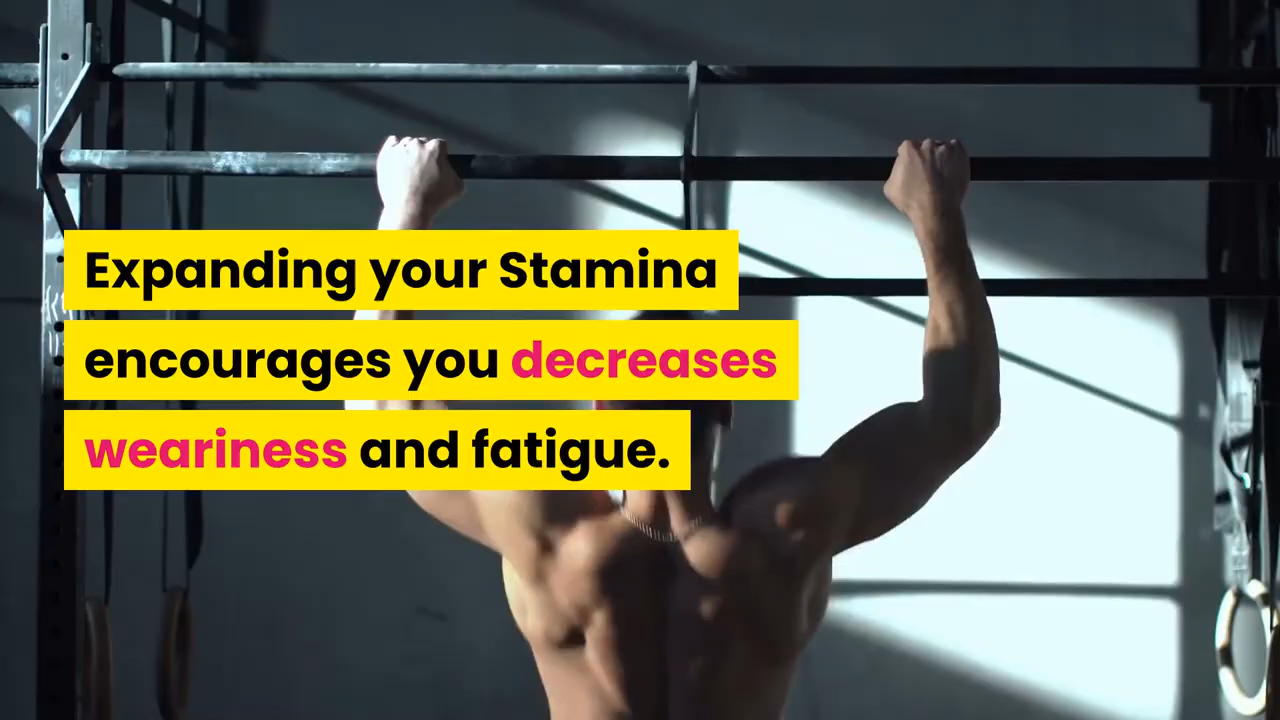 Expanding your Stamina
encourages you decreases
weariness and fatigue.